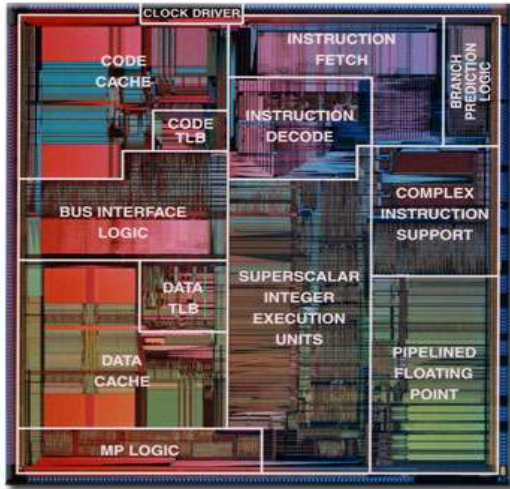 CLOCK DRIVER
CODE
CACHE
INSTRUCTION
FETCH
BRANCH
PREDICTION
LOGIC
CODE
TLB
INSTRUCTION
DECODE
BUS INTERFACE
LOGIC
COMPLEX
INSTRUCTION
SUPPORT
DATA
TLB
SUPERSCALAR
INTEGER
EXECUTION
UNITS
DATA
CACHE
PIPELINED
FLOATING
POINT
MP LOGIC